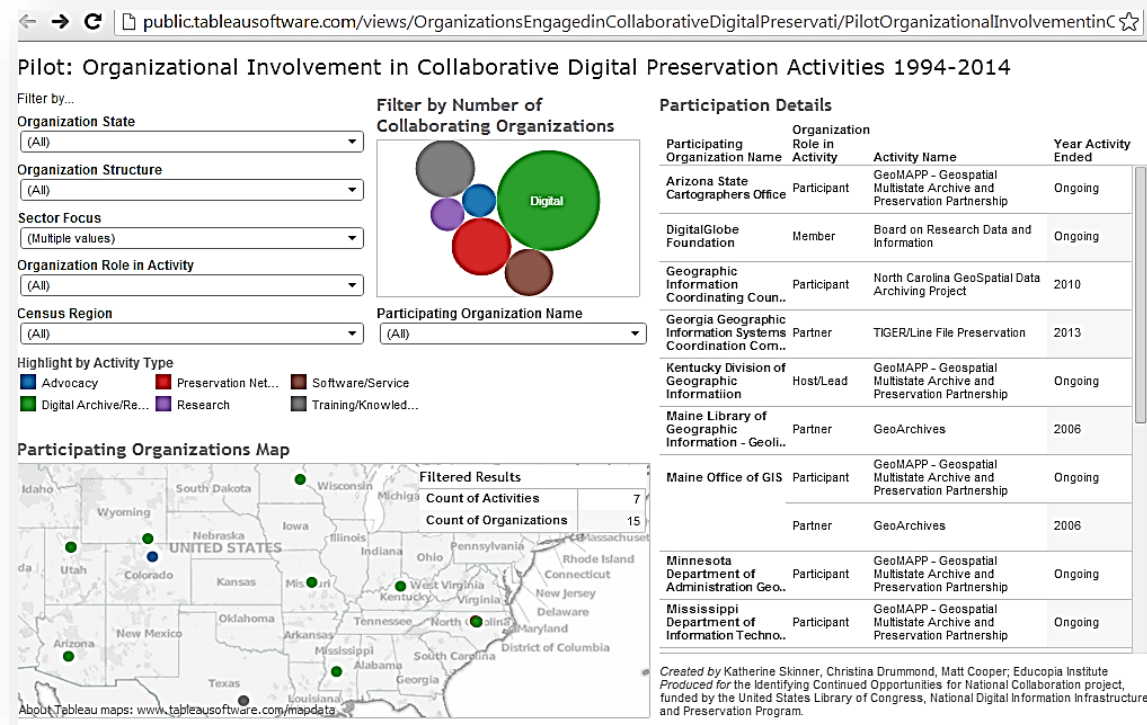 public.tableausoftware.com/views/OrganizationsEngagedinCollaborativeDigitalPreservati/PilotOrganizationalInvolvementinC
Pilot: Organizational Involvement in Collaborative Digital Preservation Activities 1994-2014
Filter by...
Organization State
(All)
Organization Structure
(All)
Sector Focus
(Multiple values)
Organization Role in Activity
(All)
Census Region
(All)
Filter by Number of
Collaborating Organizations
Digital
Participating Organization Name
(All)
Highlight by Activity Type
Advocacy
Preservation Net...
Software/Service
Digital Archive/Re...
Research
Training/Knowled...
Participating Organizations Map
Filtered Results
Count of Activities 7
Count of Organizations 15
Idaho
South Dakota
Wisconsin
Michiga
Wyoming
Iowa
Nebraska
Illinois
Massachuset
UNITED STATES
Indiana
Ohio
Pennsylvania
Rhode Island
da
Utah
Colorado
Kansas
Mis uri
West Virginia
Connecticut
Kentucky
Virginia
New Jersey
Delaware
Oklahoma
Tennessee
North olina
Maryland
Arizona
New Mexico
Arkansas
District of Columbia
Mississippi
South Carolina
Alabama
Texas
Georgia
Louisiana
About Tableau maps: www.tableausoftware.com/mapdata
Participation Details
Participating
Organization Name
Organization
Role in
Activity
Activity Name
Year Activity
Ended
Arizona State
Cartographers Office
Participant
GeoMAPP - Geospatial
Multistate Archive and
Preservation Partnership
Ongoing
DigitalGlobe
Foundation
Member
Board on Research Data and
Information
Ongoing
Geographic
Information
Coordinating Coun..
Participant
North Carolina GeoSpatial Data
Archiving Project
2010
Georgia Geographic
Information Systems
Coordination Com..
Partner
TIGER/Line File Preservation
2013
Kentucky Division of
Geographic
Informatiion
Host/Lead
GeoMAPP - Geospatial
Multistate Archive and
Preservation Partnership
Ongoing
Maine Library of
Geographic
Information - Geoli..
Partner
GeoArchives
2006
Maine Office of GIS
Participant
GeoMAPP - Geospatial
Multistate Archive and
Preservation Partnership
Ongoing
Partner
GeoArchives
2006
Minnesota
Department of
Administration Geo..
Participant
GeoMAPP - Geospatial
Multistate Archive and
Preservation Partnership
Ongoing
Mississippi
Department of
Information Techno..
Participant
GeoMAPP - Geospatial
Multistate Archive and
Preservation Partnership
Ongoing
Created by Katherine Skinner, Christina Drummond, Matt Cooper; Educopia Institute
Produced for the Identifying Continued Opportunities for National Collaboration project,
funded by the United States Library of Congress, National Digital Information Infrastructure
and Preservation Program.